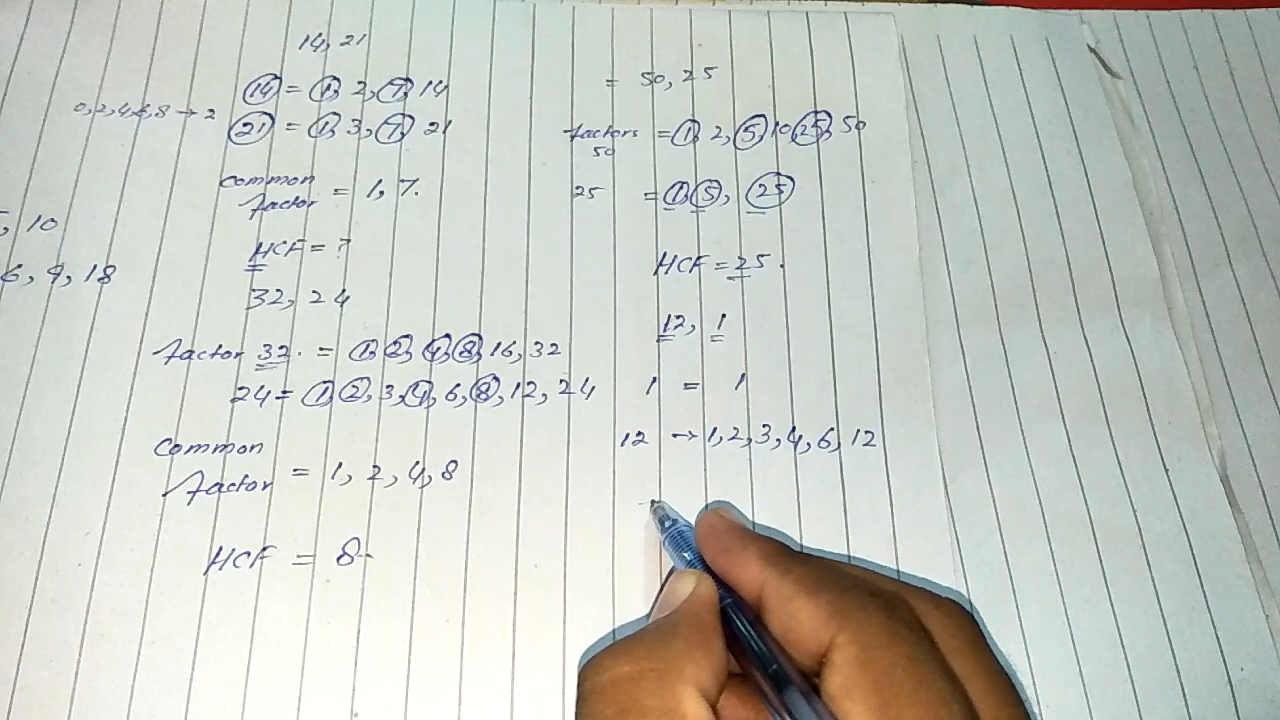 14, 21
14 = 1, 2, 7, 14
0, 2, 4, 6, 8 → 2
21 = 1, 3, 7, 21
common
factor = 1, 7.
HCF = ?
32, 24
factor 32. = 1, 2, 4, 8, 16, 32
24 = 1, 2, 3, 4, 6, 8, 12, 24
common
factor = 1, 2, 4, 8
HCF = 8.
, 10
6, 9, 18
= 50, 25
factors = 1, 2, 5, 10 25, 50
50
25 = 1, 5, 25
HCF = 25.
12, 1
1 = 1
12 → 1, 2, 3, 4, 6, 12